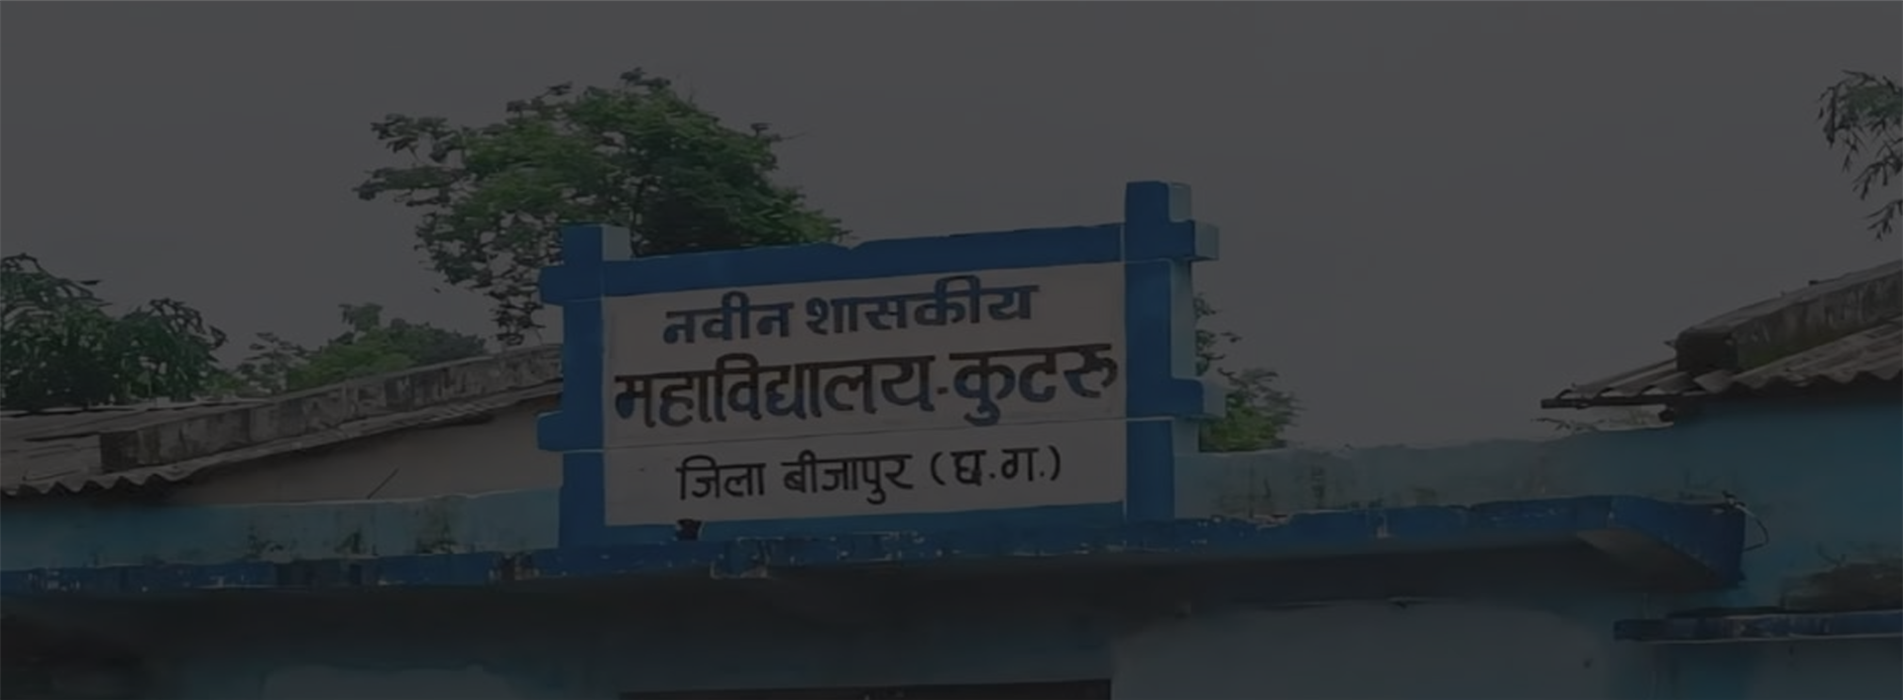 नवीन शासकीय
महाविद्यालय-कुटरु
जिला बीजापुर (छ.ग.)